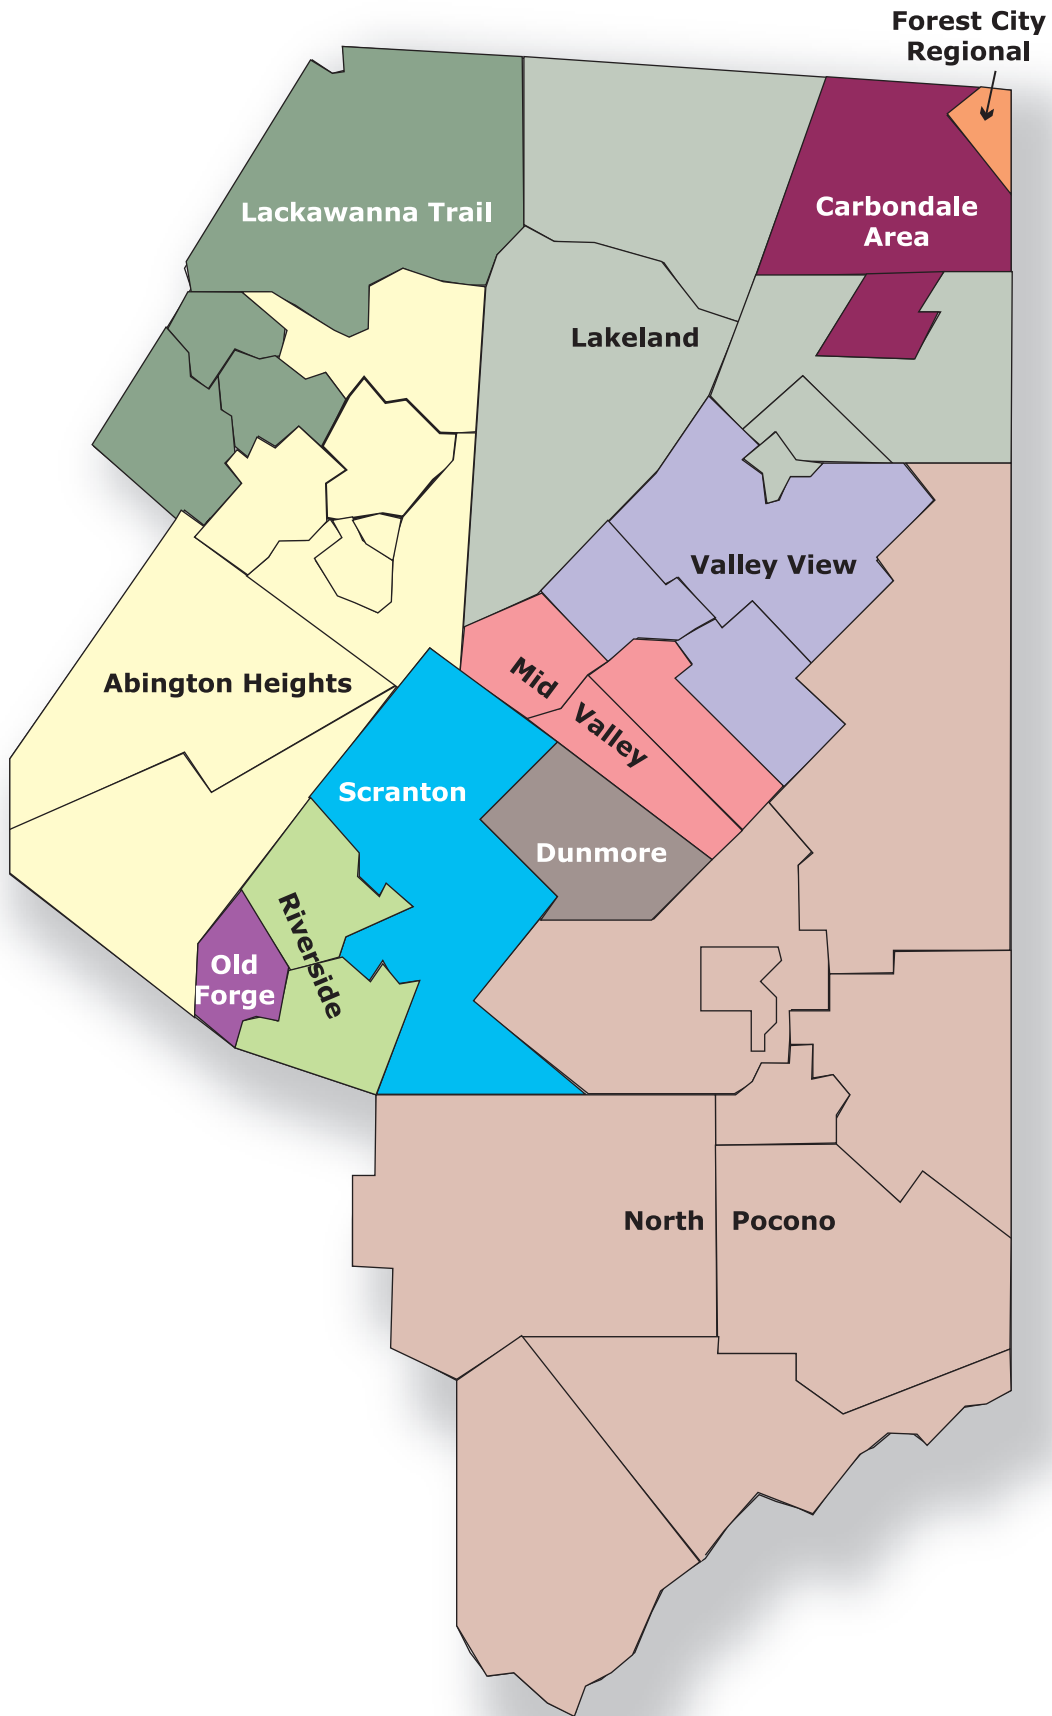 Forest City
Regional
Lackawanna Trail
Carbondale
Area
Lakeland
Valley View
Abington Heights
Mid
Valley
Scranton
Dunmore
Riverside
Old
Forge
North Pocono